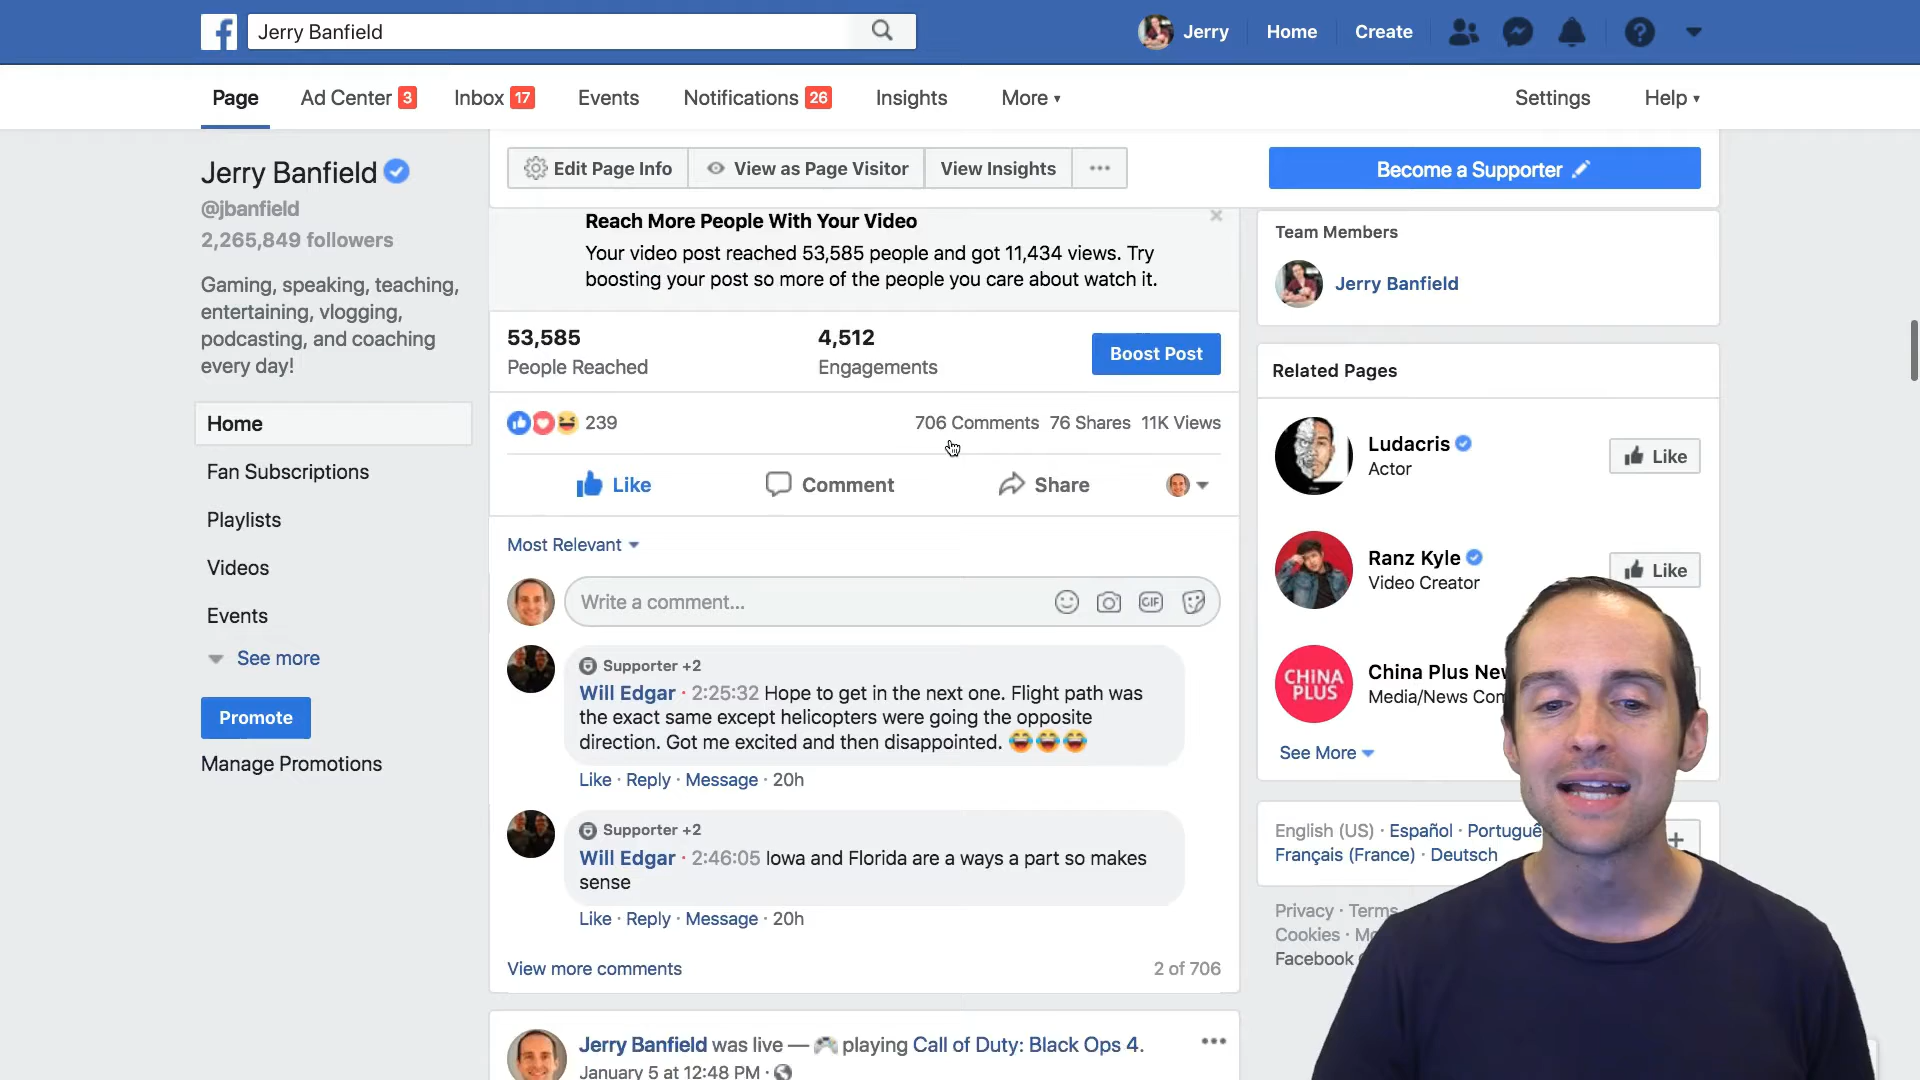 Jerry Banfield
Jerry
Home
Create
Page
Ad Center 3
Inbox 17
Events
Notifications 26
Insights
More
Settings
Help
Jerry Banfield
@jbanfield
2,265,849 followers
Gaming, speaking, teaching,
entertaining, vlogging,
podcasting, and coaching
every day!
Home
Fan Subscriptions
Playlists
Videos
Events
See more
Promote
Manage Promotions
Edit Page Info
View as Page Visitor
View Insights
Become a Supporter
Reach More People With Your Video
Your video post reached 53,585 people and got 11,434 views. Try
boosting your post so more of the people you care about watch it.
53,585
People Reached
4,512
Engagements
Boost Post
239
706 Comments 76 Shares 11K Views
Like
Comment
Share
Most Relevant
Write a comment...
GIF
Supporter +2
Will Edgar · 2:25:32 Hope to get in the next one. Flight path was
the exact same except helicopters were going the opposite
direction. Got me excited and then disappointed. 😂😂😂
Like · Reply · Message · 20h
Supporter +2
Will Edgar · 2:46:05 Iowa and Florida are a ways a part so makes
sense
Like · Reply · Message · 20h
View more comments
2 of 706
Jerry Banfield was live — 🎮 playing Call of Duty: Black Ops 4.
January 5 at 12:48 PM ·
Team Members
Jerry Banfield
Related Pages
Ludacris
Actor
Like
Ranz Kyle
Video Creator
Like
CHINA
PLUS
China Plus
Media/News
See More
English (US) · Español ·
Français (France) · Deutsch
Privacy · Terms
Cookies ·
Facebook